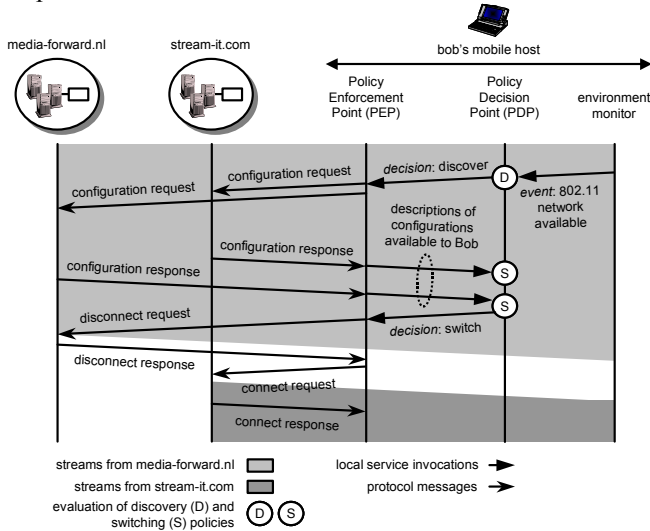 media-forward.nl
stream-it.com
bob's mobile host
Policy
Enforcement
Point (PEP)
Policy
Decision
Point (PDP)
environment
monitor
configuration request
configuration request
decision: discover
D
event: 802.11
network
available
descriptions of
configurations
available to Bob
configuration response
configuration response
S
S
disconnect request
decision: switch
disconnect response
connect request
connect response
streams from media-forward.nl
streams from stream-it.com
evaluation of discovery (D) and
switching (S) policies
D S
local service invocations
protocol messages